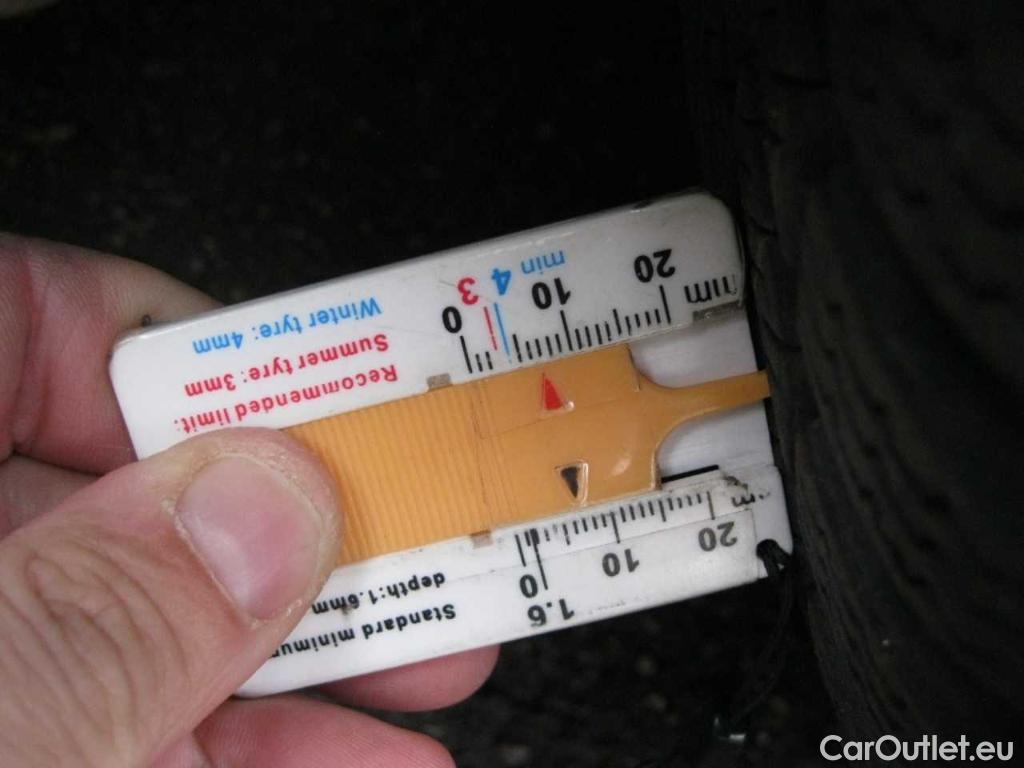 1.6
Standard minimum
depth:1.6mm
0 10 20
Recommended limit:
Summer tyre: 3mm
Winter tyre: 4mm
0 10 20 mm
3
4
min
CarOutlet.eu